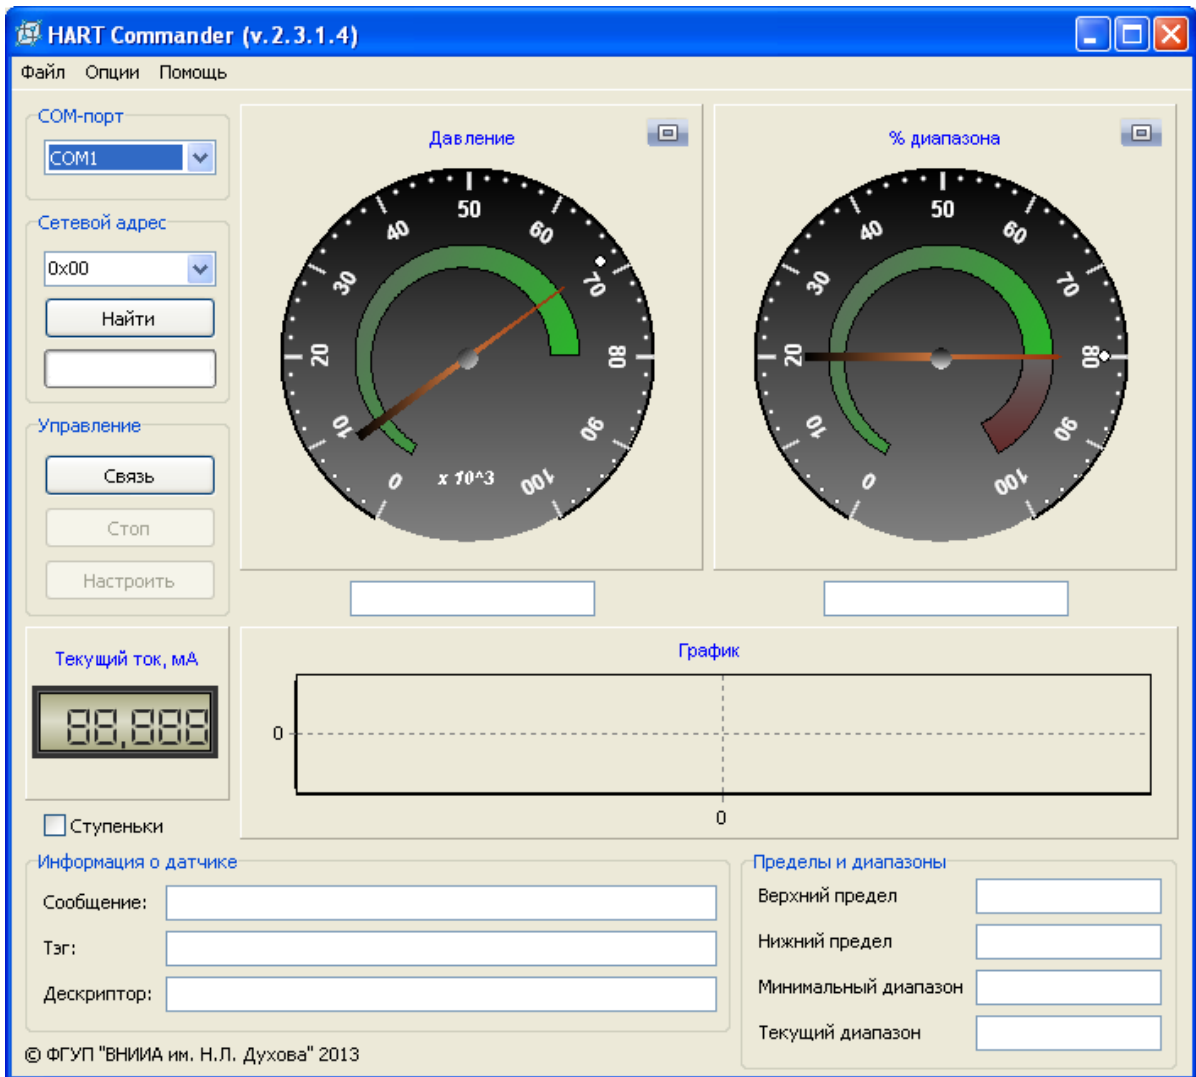 HART Commander (v.2.3.1.4)
Файл Опции Помощь
COM-порт
COM1
Сетевой адрес
0x00
Найти
Управление
Связь
Стоп
Настроить
Давление
0 10 20 30 40 50 60 70 80 90 100
x 10^3
% диапазона
0 10 20 30 40 50 60 70 80 90 100
Текущий ток, мА
88,888
Ступеньки
График
0
0
Информация о датчике
Сообщение:
Тэг:
Дескриптор:
Пределы и диапазоны
Верхний предел
Нижний предел
Минимальный диапазон
Текущий диапазон
© ФГУП "ВНИИА им. Н.Л. Духова" 2013